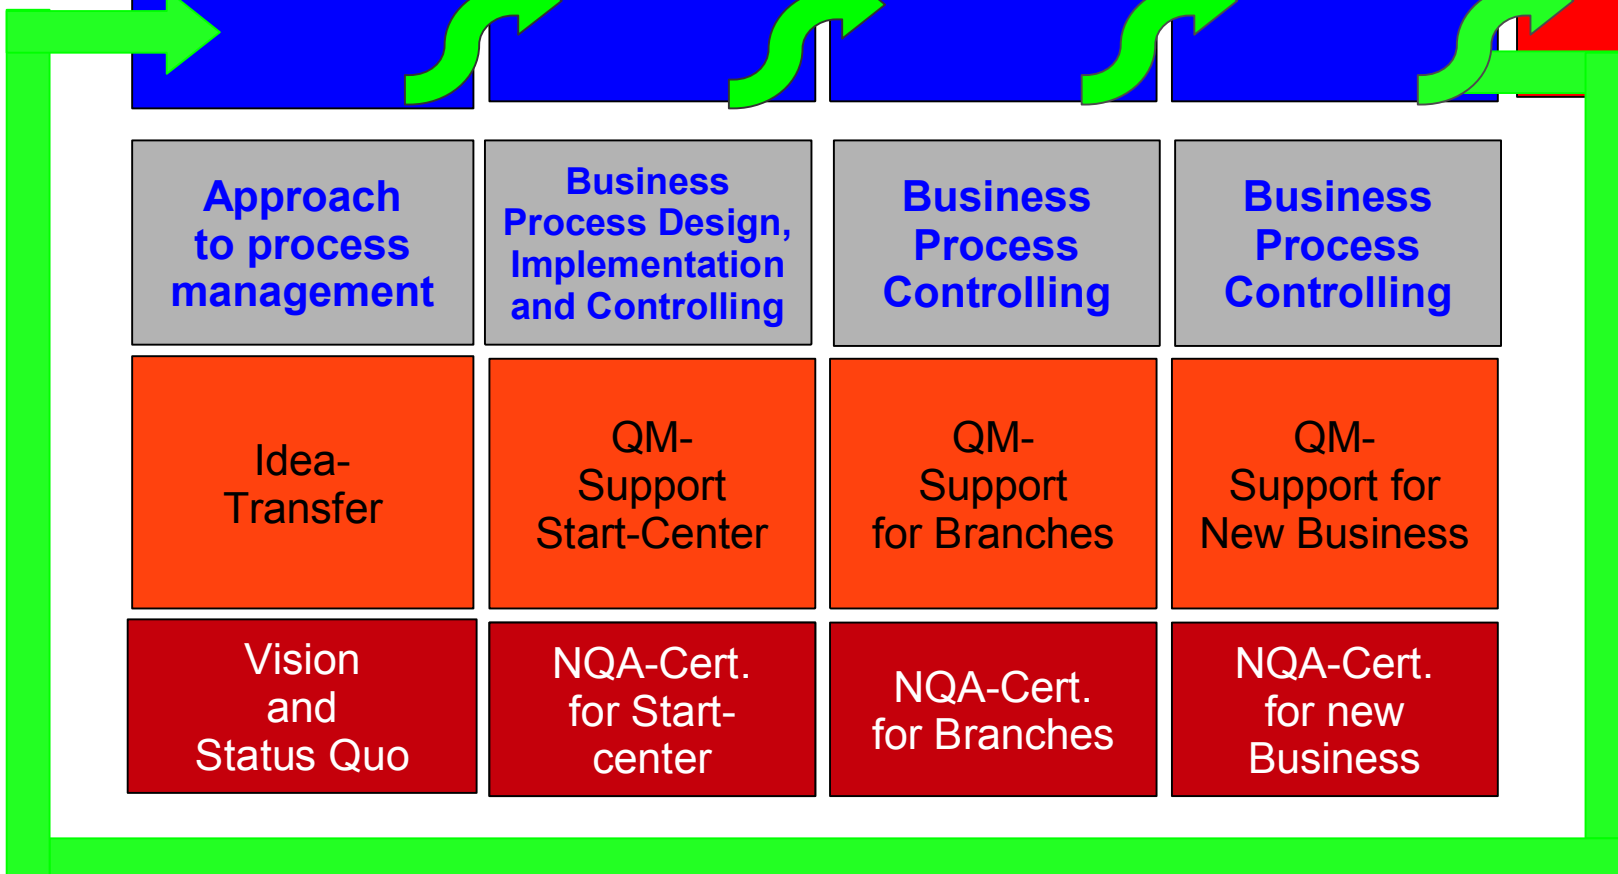 Approach
to process
management
Business
Process Design,
Implementation
and Controlling
Business
Process
Controlling
Business
Process
Controlling
Idea-
Transfer
QM-
Support
Start-Center
QM-
Support
for Branches
QM-
Support for
New Business
Vision
and
Status Quo
NQA-Cert.
for Start-
center
NQA-Cert.
for Branches
NQA-Cert.
for new
Business